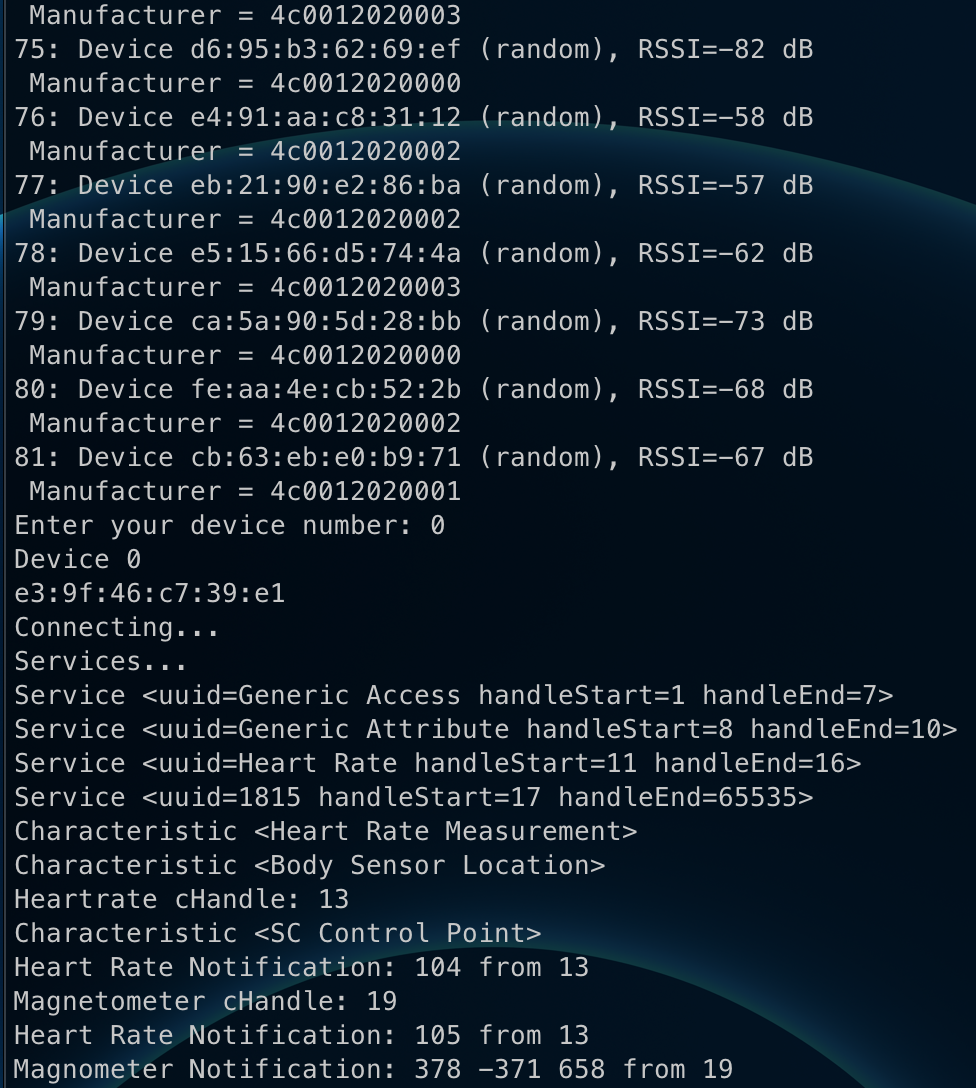 Manufacturer = 4c0012020003
75: Device d6:95:b3:62:69:ef (random), RSSI=-82 dB
Manufacturer = 4c0012020000
76: Device e4:91:aa:c8:31:12 (random), RSSI=-58 dB
Manufacturer = 4c0012020002
77: Device eb:21:90:e2:86:ba (random), RSSI=-57 dB
Manufacturer = 4c0012020002
78: Device e5:15:66:d5:74:4a (random), RSSI=-62 dB
Manufacturer = 4c0012020003
79: Device ca:5a:90:5d:28:bb (random), RSSI=-73 dB
Manufacturer = 4c0012020000
80: Device fe:aa:4e:cb:52:2b (random), RSSI=-68 dB
Manufacturer = 4c0012020002
81: Device cb:63:eb:e0:b9:71 (random), RSSI=-67 dB
Manufacturer = 4c0012020001
Enter your device number: 0
Device 0
e3:9f:46:c7:39:e1
Connecting...
Services...
Service <uuid=Generic Access handleStart=1 handleEnd=7>
Service <uuid=Generic Attribute handleStart=8 handleEnd=10>
Service <uuid=Heart Rate handleStart=11 handleEnd=16>
Service <uuid=1815 handleStart=17 handleEnd=65535>
Characteristic <Heart Rate Measurement>
Characteristic <Body Sensor Location>
Heartrate cHandle: 13
Characteristic <SC Control Point>
Heart Rate Notification: 104 from 13
Magnetometer cHandle: 19
Heart Rate Notification: 105 from 13
Magnometer Notification: 378 -371 658 from 19